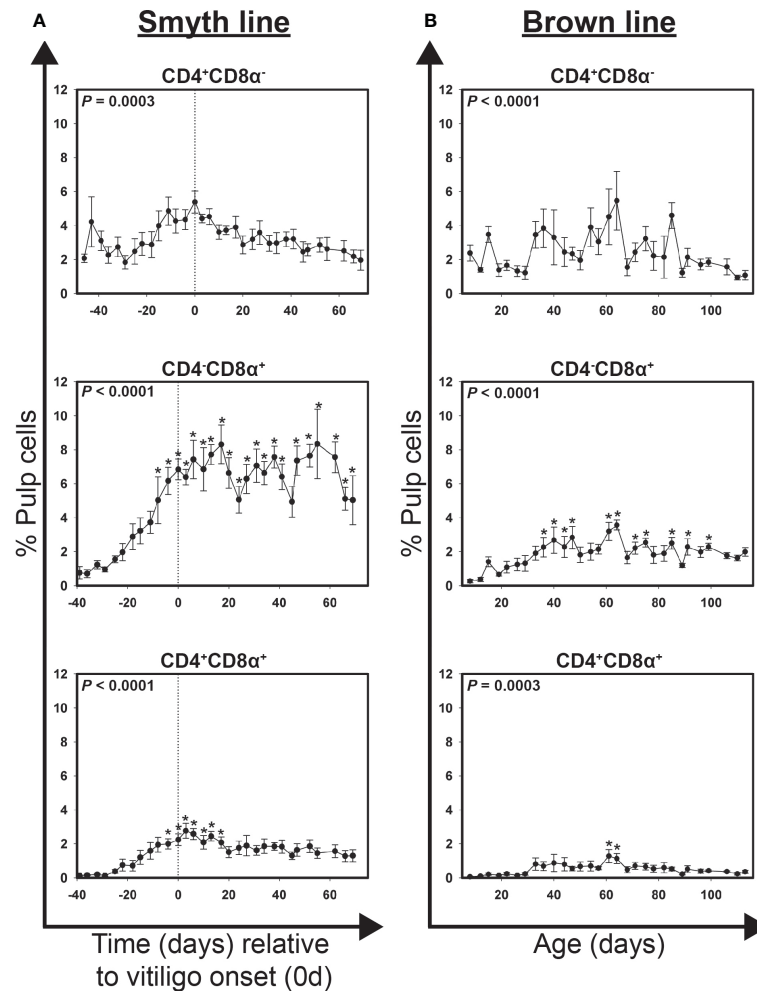 A
Smyth line
B
Brown line
CD4⁺CD8α⁻
P = 0.0003
12
10
8
6
4
2
0
-40 -20 0 20 40 60
CD4⁺CD8α⁻
P < 0.0001
12
10
8
6
4
2
0
20 40 60 80 100
% Pulp cells
CD4⁻CD8α⁺
P < 0.0001
12
10
8
6
4
2
0
-40 -20 0 20 40 60
* * * * * * * * * * * * * * * * * * * *
% Pulp cells
CD4⁻CD8α⁺
P < 0.0001
12
10
8
6
4
2
0
20 40 60 80 100
* * * * * * * * * * *
CD4⁺CD8α⁺
P < 0.0001
12
10
8
6
4
2
0
-40 -20 0 20 40 60
* * * * * * *
CD4⁺CD8α⁺
P = 0.0003
12
10
8
6
4
2
0
20 40 60 80 100
* *
Time (days) relative
to vitiligo onset (0d)
Age (days)